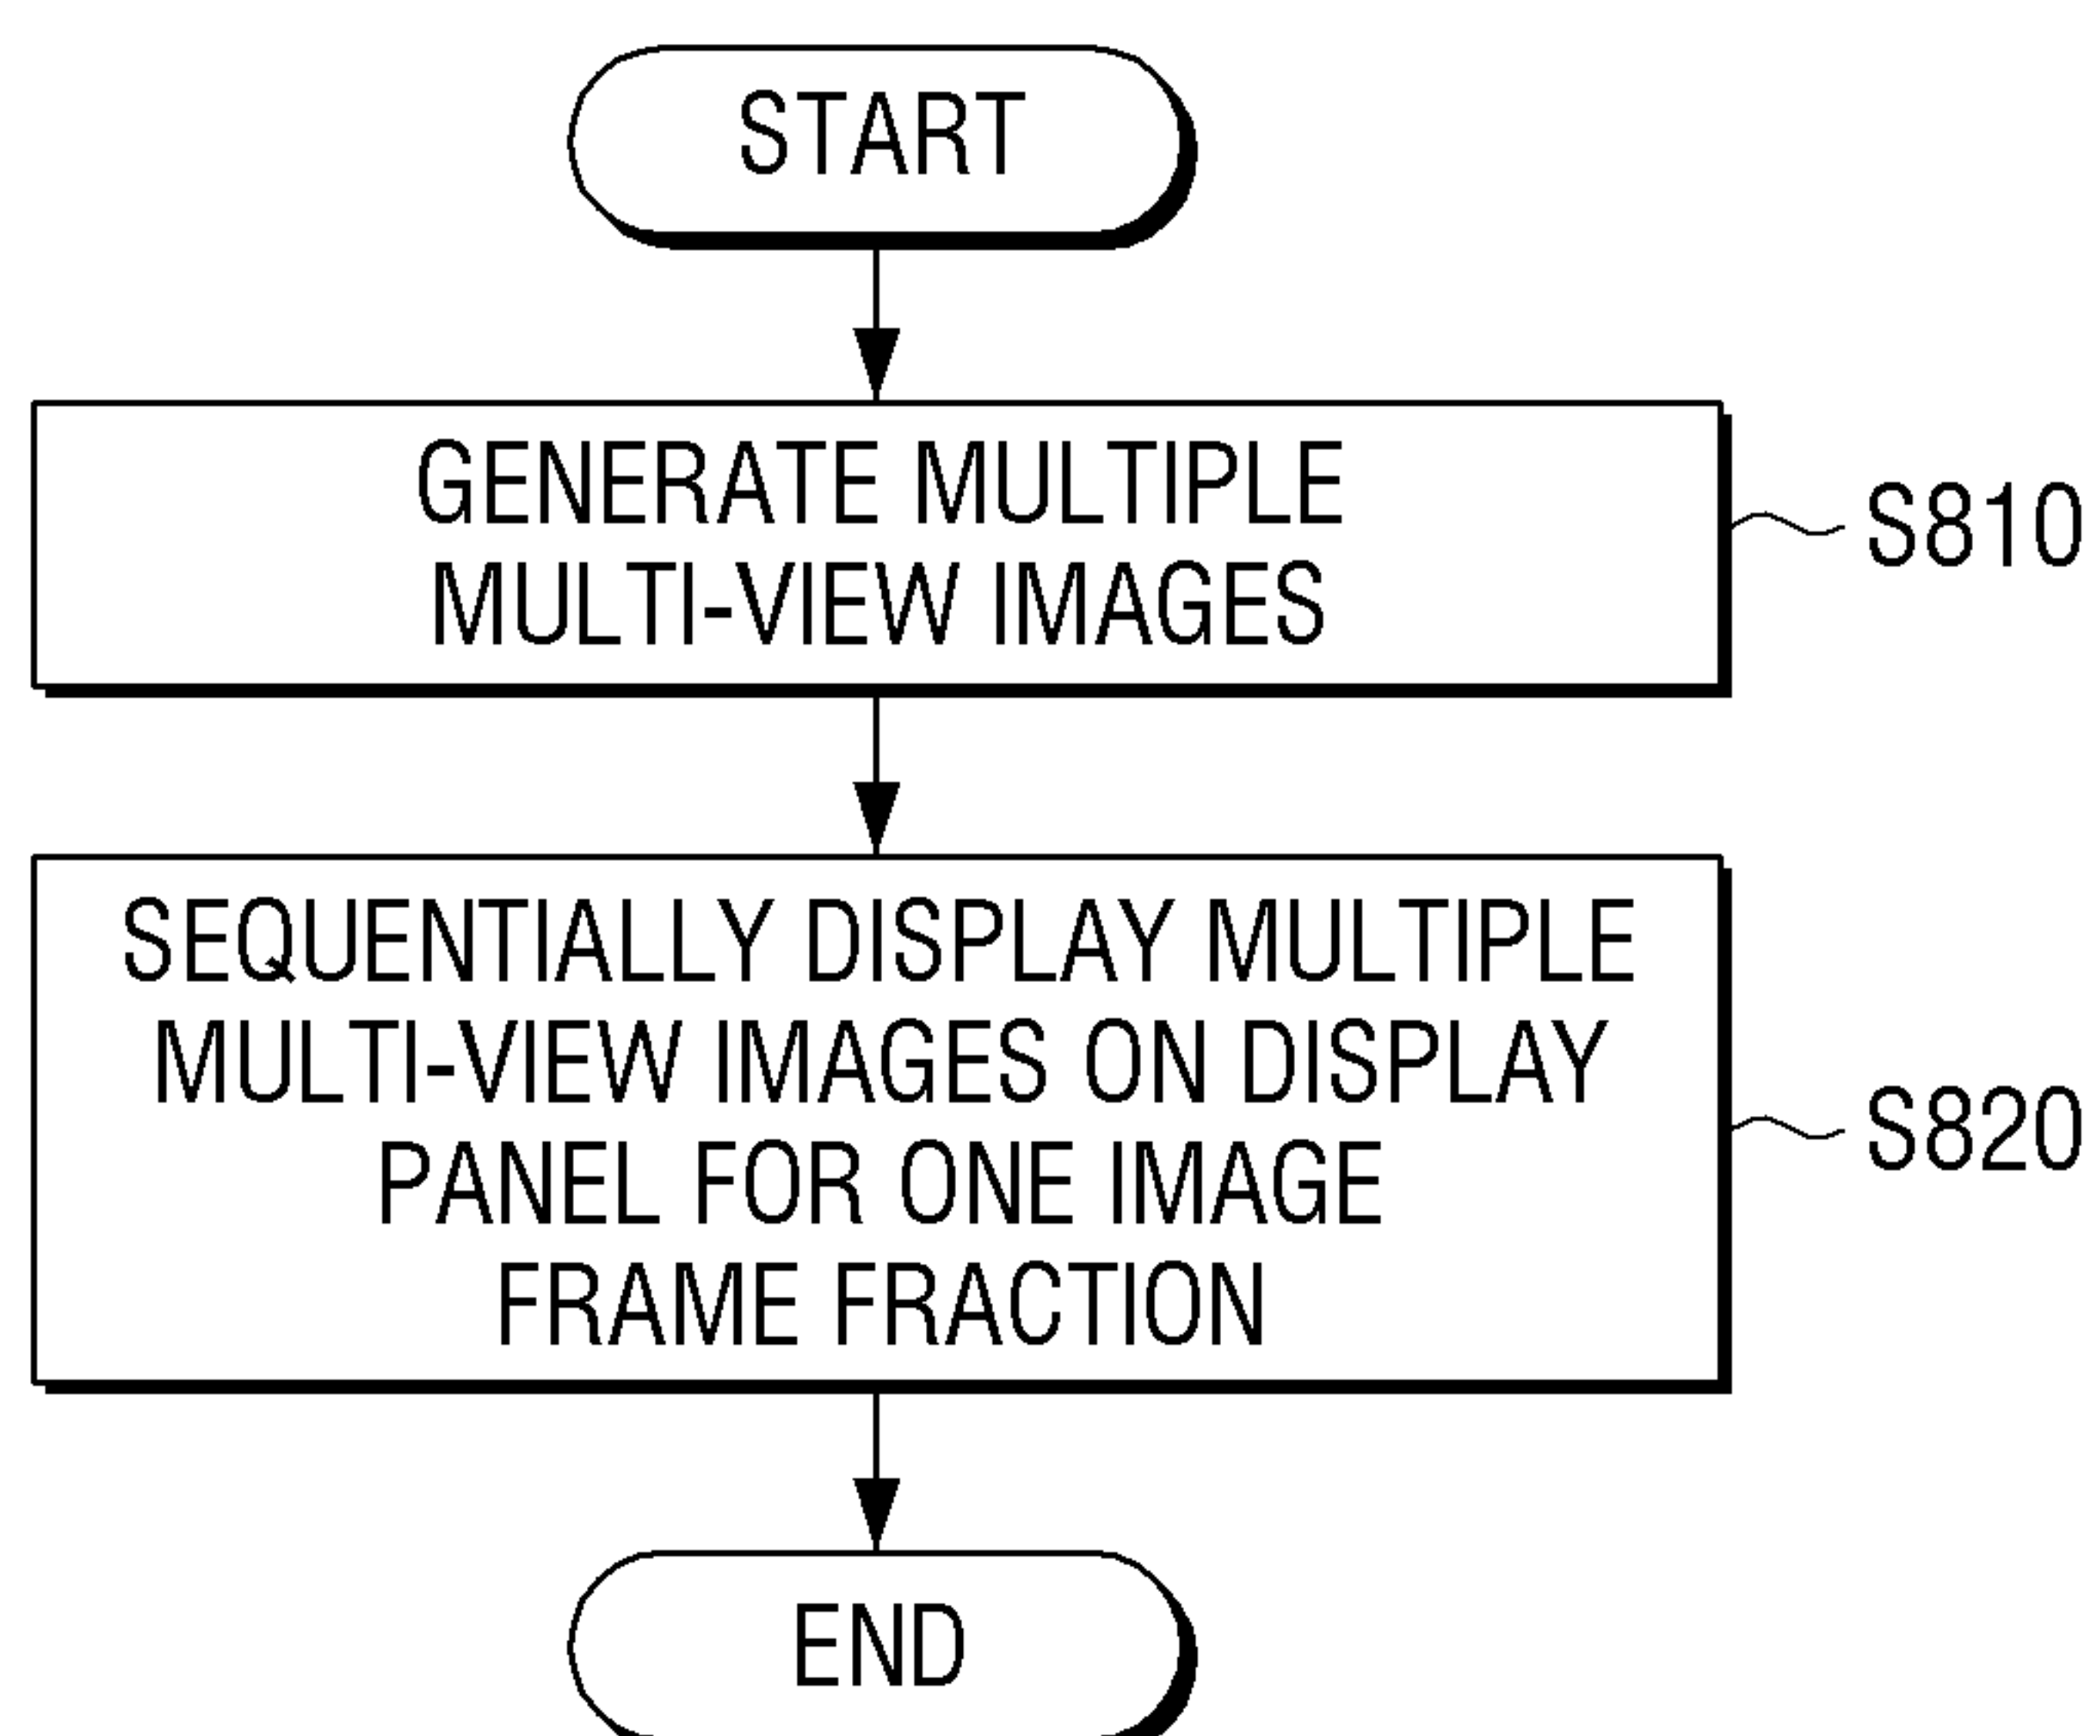 START
GENERATE MULTIPLE
MULTI-VIEW IMAGES
S810
SEQUENTIALLY DISPLAY MULTIPLE
MULTI-VIEW IMAGES ON DISPLAY
PANEL FOR ONE IMAGE
FRAME FRACTION
S820
END